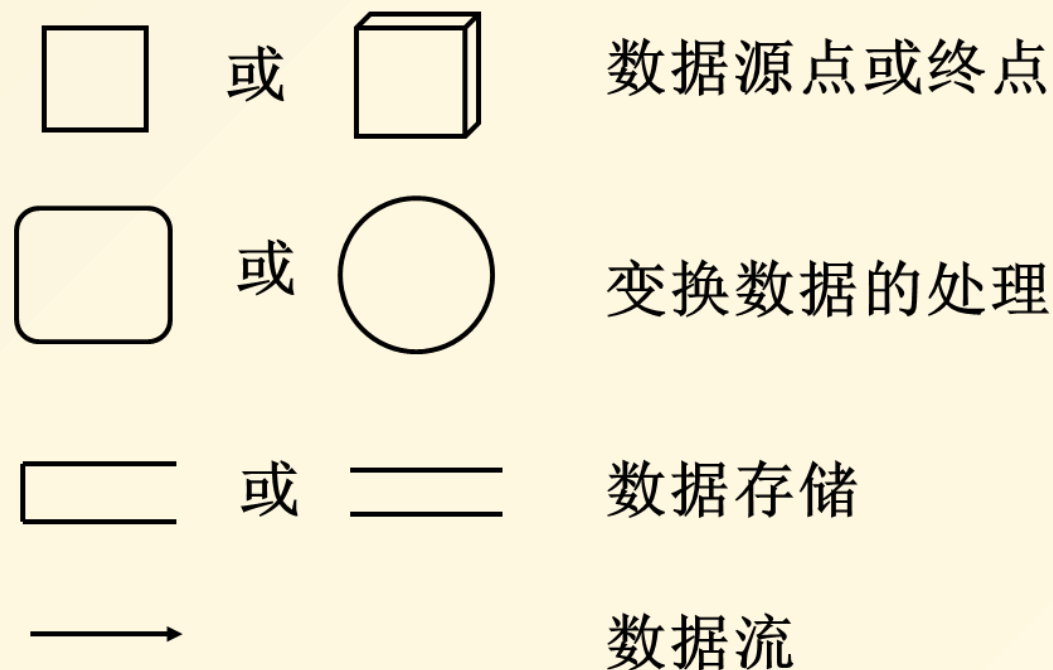 或 数据源点或终点
或 变换数据的处理
或 数据存储
数据流